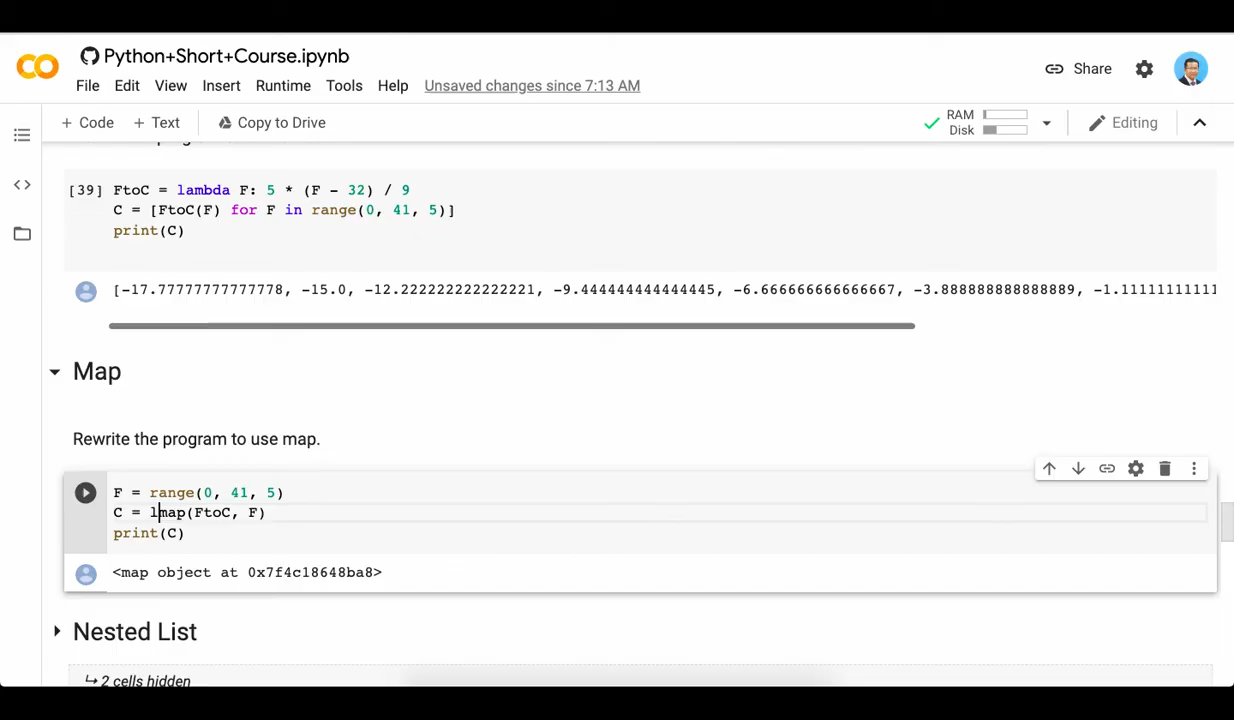 Python+Short+Course.ipynb
File Edit View Insert Runtime Tools Help Unsaved changes since 7:13 AM
Share
+ Code + Text Copy to Drive
RAM
Disk
Editing
[39] FtoC = lambda F: 5 * (F - 32) / 9
C = [FtoC(F) for F in range(0, 41, 5)]
print(C)
[-17.77777777777778, -15.0, -12.222222222222221, -9.444444444444445, -6.666666666666667, -3.888888888888889, -1.11111111111
Map
Rewrite the program to use map.
F = range(0, 41, 5)
C = lmap(FtoC, F)
print(C)
<map object at 0x7f4c18648ba8>
Nested List
2 cells hidden